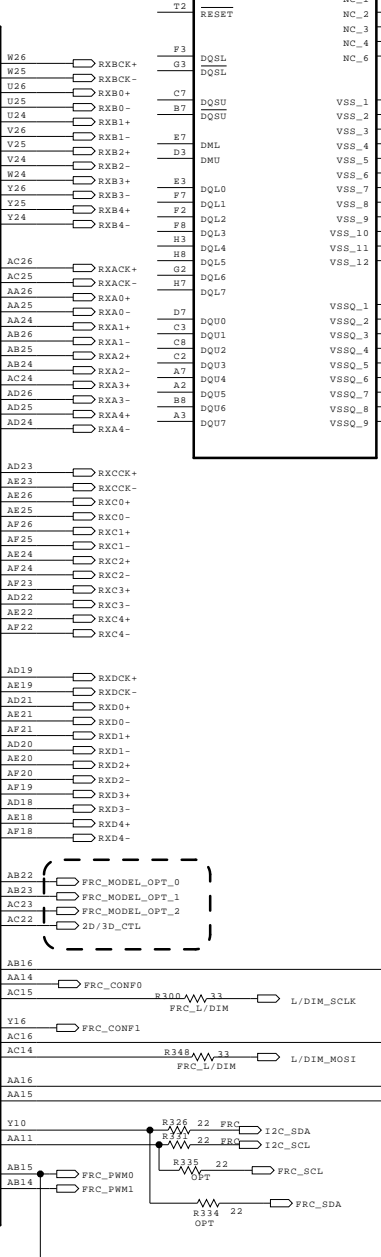 T2 RESET NC_2
NC_3
NC_4
F3 DQSL NC_6
G3 DQSL
C7 DQSU VSS_1
B7 DQSU VSS_2
VSS_3
E7 DML VSS_4
D3 DMU VSS_5
VSS_6
E3 DQL0 VSS_7
F7 DQL1 VSS_8
F2 DQL2 VSS_9
F8 DQL3 VSS_10
H3 DQL4 VSS_11
H8 DQL5 VSS_12
G2 DQL6
H7 DQL7
VSSQ_1
D7 DQU0 VSSQ_2
C3 DQU1 VSSQ_3
C8 DQU2 VSSQ_4
C2 DQU3 VSSQ_5
A7 DQU4 VSSQ_6
A2 DQU5 VSSQ_7
B8 DQU6 VSSQ_8
A3 DQU7 VSSQ_9
W26 RXBCK+
W25 RXBCK-
U26 RXB0+
U25 RXB0-
U24 RXB1+
V26 RXB1-
V25 RXB2+
V24 RXB2-
W24 RXB3+
Y26 RXB3-
Y25 RXB4+
Y24 RXB4-
AC26 RXACK+
AC25 RXACK-
AA26 RXA0+
AA25 RXA0-
AA24 RXA1+
AB26 RXA1-
AB25 RXA2+
AB24 RXA2-
AC24 RXA3+
AD26 RXA3-
AD25 RXA4+
AD24 RXA4-
AD23 RXCCK+
AE23 RXCCK-
AE26 RXC0+
AE25 RXC0-
AF26 RXC1+
AF25 RXC1-
AE24 RXC2+
AF24 RXC2-
AF23 RXC3+
AD22 RXC3-
AE22 RXC4+
AF22 RXC4-
AD19 RXDCK+
AE19 RXDCK-
AD21 RXD0+
AE21 RXD0-
AF21 RXD1+
AD20 RXD1-
AE20 RXD2+
AF20 RXD2-
AF19 RXD3+
AD18 RXD3-
AE18 RXD4+
AF18 RXD4-
AB22 FRC_MODEL_OPT_0
AB23 FRC_MODEL_OPT_1
AC23 FRC_MODEL_OPT_2
AC22 2D/3D_CTL
AB16
AA14 FRC_CONF0
AC15 R300 33 L/DIM_SCLK
FRC_L/DIM
Y16 FRC_CONF1
AC16
AC14 R348 33 L/DIM_MOSI
FRC_L/DIM
AA16
AA15
Y10 R326 22 FRC I2C_SDA
AA11 R331 22 FRC I2C_SCL
AB15 FRC_PWM0 R335 22 FRC_SCL
OPT
AB14 FRC_PWM1
R334 22 FRC_SDA
OPT